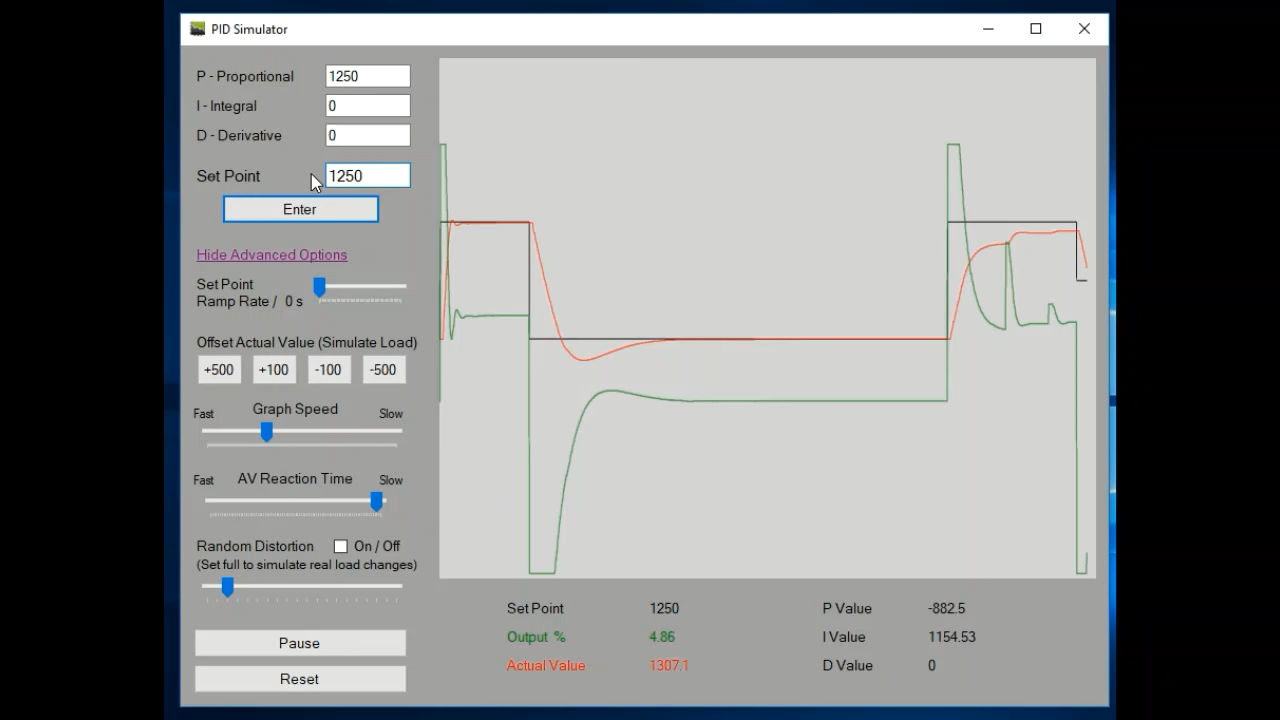 PID Simulator
P - Proportional 1250
I - Integral 0
D - Derivative 0
Set Point 1250
Enter
Hide Advanced Options
Set Point
Ramp Rate / 0 s
Offset Actual Value (Simulate Load)
+500 +100 -100 -500
Fast Graph Speed Slow
Fast AV Reaction Time Slow
Random Distortion On / Off
(Set full to simulate real load changes)
Pause
Reset
Set Point 1250 P Value -882.5
Output % 4.86 I Value 1154.53
Actual Value 1307.1 D Value 0